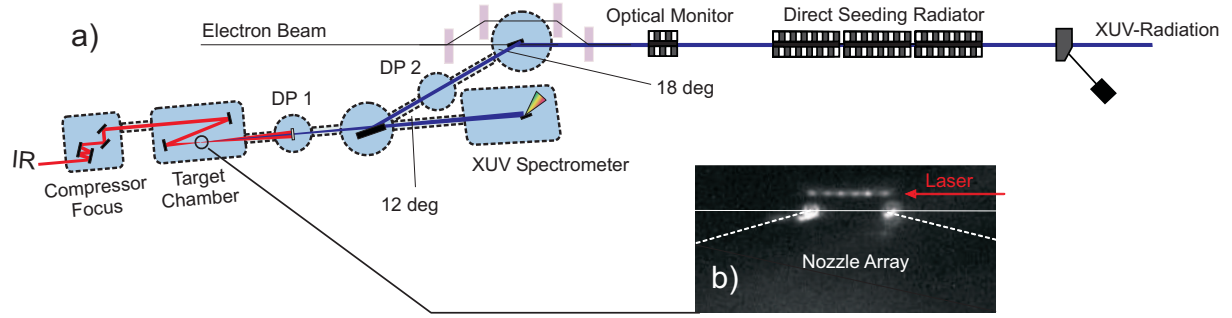 a)
Electron Beam
Optical Monitor
Direct Seeding Radiator
XUV-Radiation
DP 2
18 deg
DP 1
IR
Compressor
Focus
Target
Chamber
12 deg
XUV Spectrometer
Laser
Nozzle Array
b)